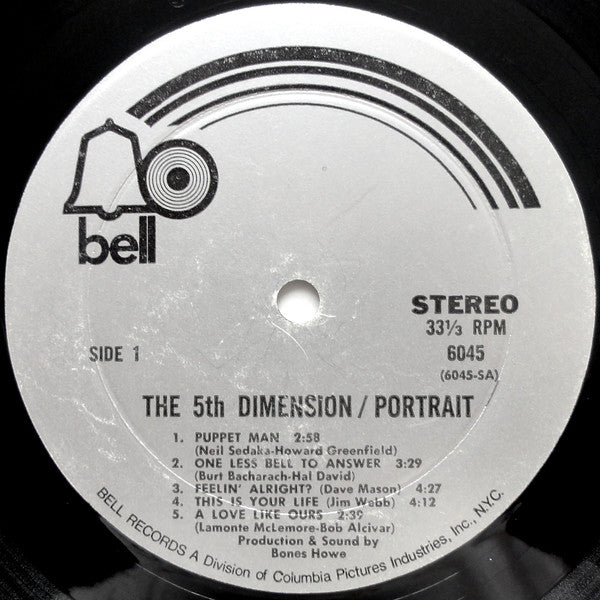 bell
STEREO
33⅓ RPM
SIDE 1
6045
(6045-SA)
THE 5th DIMENSION / PORTRAIT
1. PUPPET MAN 2:58
(Neil Sedaka-Howard Greenfield)
2. ONE LESS BELL TO ANSWER 3:29
(Burt Bacharach-Hal David)
3. FEELIN' ALRIGHT? (Dave Mason) 4:27
4. THIS IS YOUR LIFE (Jim Webb) 4:12
5. A LOVE LIKE OURS 2:39
(Lamonte McLemore-Bob Alcivar)
Production & Sound by
Bones Howe
BELL RECORDS A Division of Columbia Pictures Industries, Inc., N.Y.C.